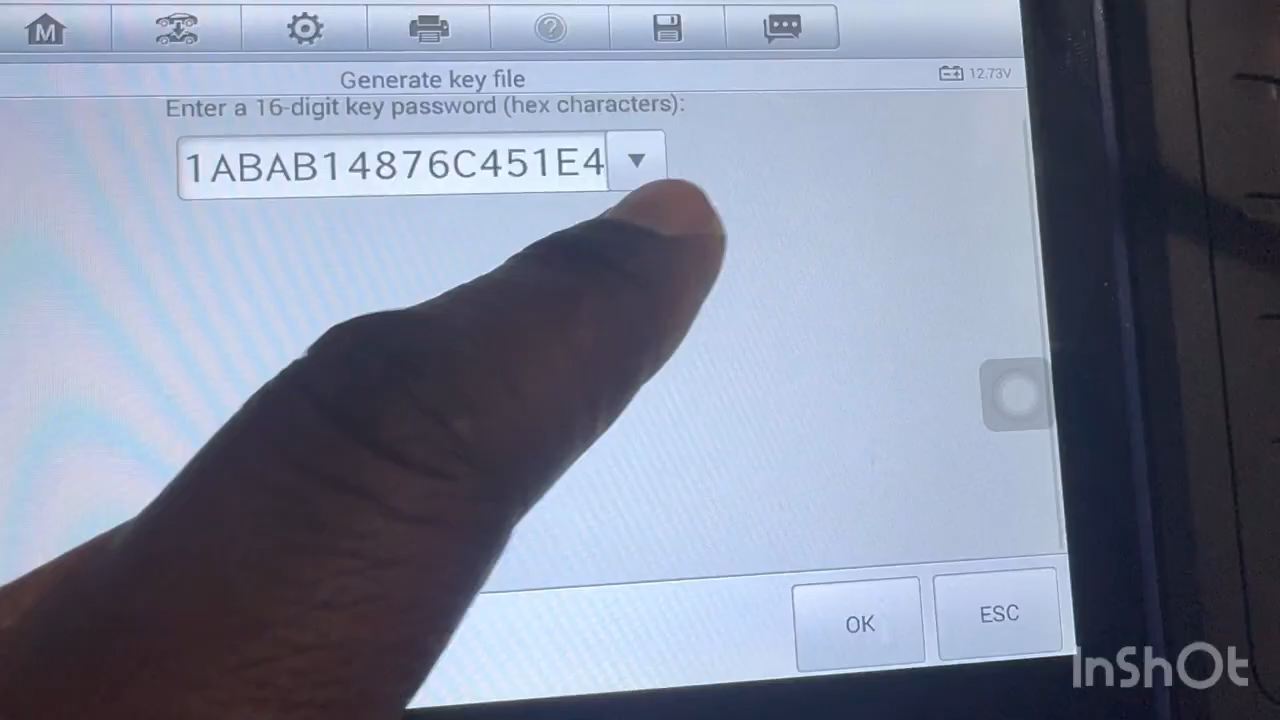 M
Generate key file
12.73V
Enter a 16-digit key password (hex characters):
1ABAB14876C451E4
OK
ESC
InShOt